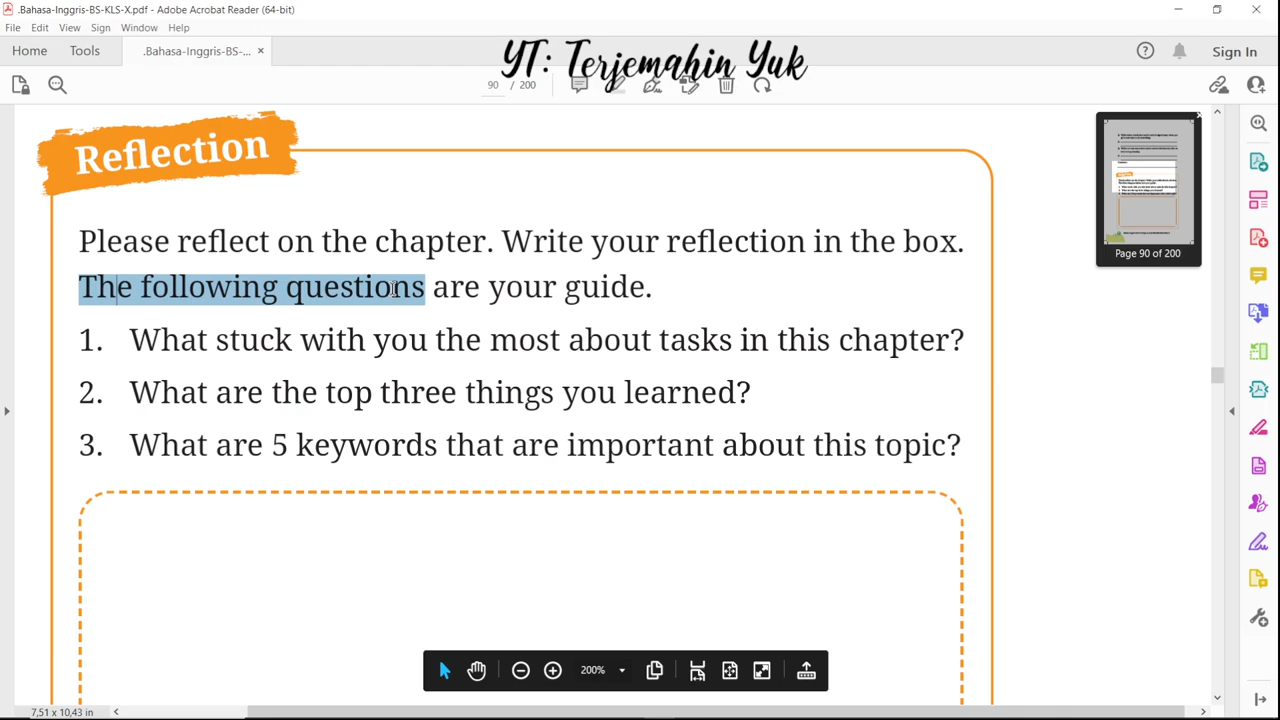 .Bahasa-Inggris-BS-KLS-X.pdf - Adobe Acrobat Reader (64-bit)
File Edit View Sign Window Help
Home Tools .Bahasa-Inggris-BS-... × Sign In
YT: Terjemahin Yuk
90 / 200
Reflection
Please reflect on the chapter. Write your reflection in the box.
The following questions are your guide.
1. What stuck with you the most about tasks in this chapter?
2. What are the top three things you learned?
3. What are 5 keywords that are important about this topic?
Page 90 of 200
200%
7,51 x 10,43 in